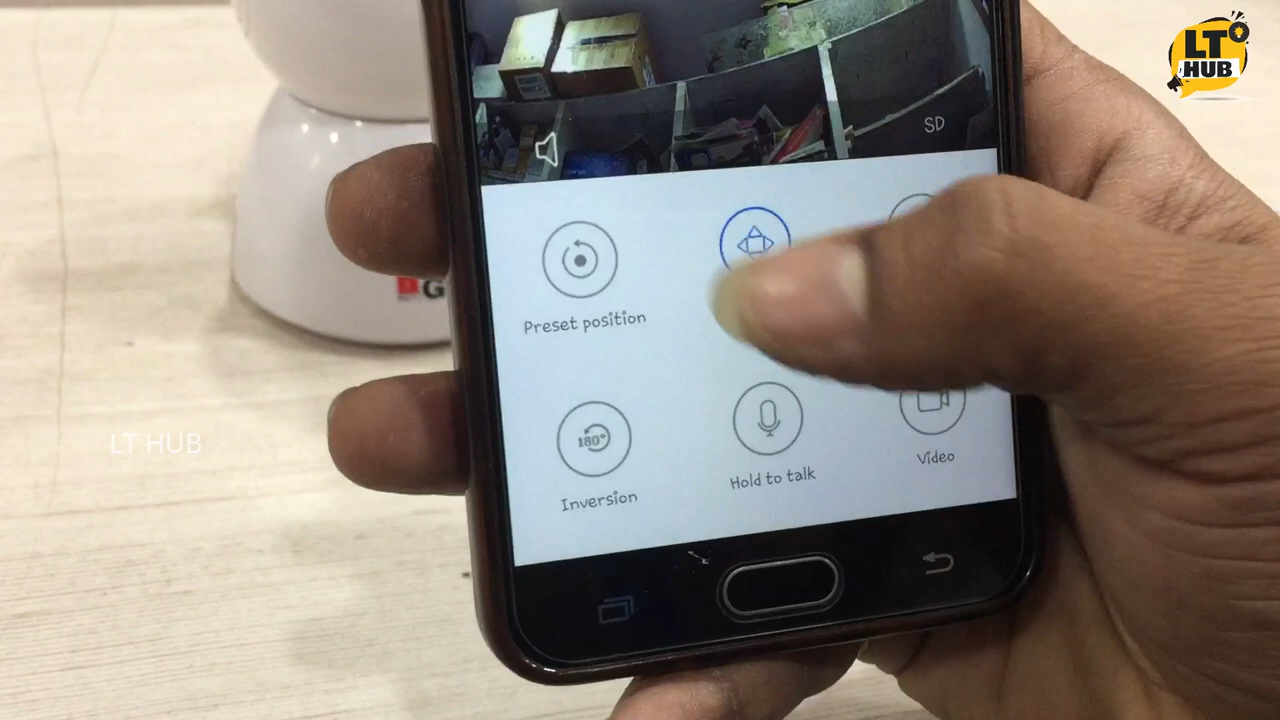 LT
HUB
SD
Preset position
180°
Inversion
Hold to talk
Video
LT HUB